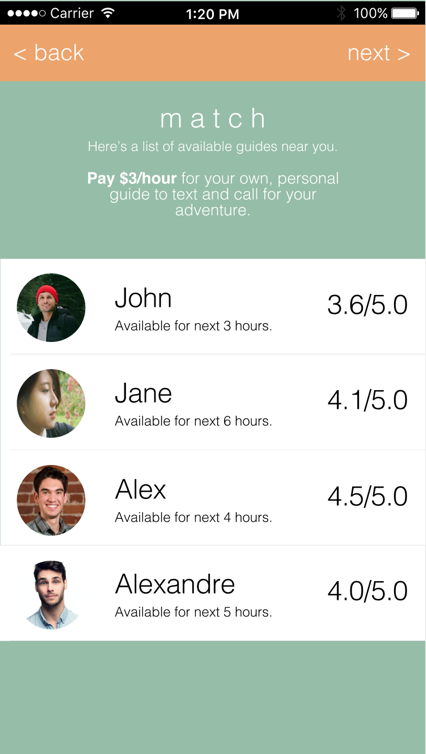 Carrier 1:20 PM 100%
< back next >
match
Here's a list of available guides near you.
Pay $3/hour for your own, personal
guide to text and call for your
adventure.
John 3.6/5.0
Available for next 3 hours.
Jane 4.1/5.0
Available for next 6 hours.
Alex 4.5/5.0
Available for next 4 hours.
Alexandre 4.0/5.0
Available for next 5 hours.